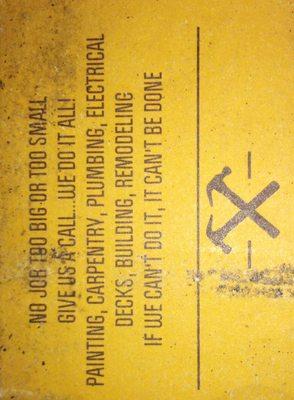 NO JOB TOO BIG OR TOO SMALL
GIVE US A CALL...WE DO IT ALL!
PAINTING, CARPENTRY, PLUMBING, ELECTRICAL
DECKS, BUILDING, REMODELING
IF WE CAN'T DO IT, IT CAN'T BE DONE